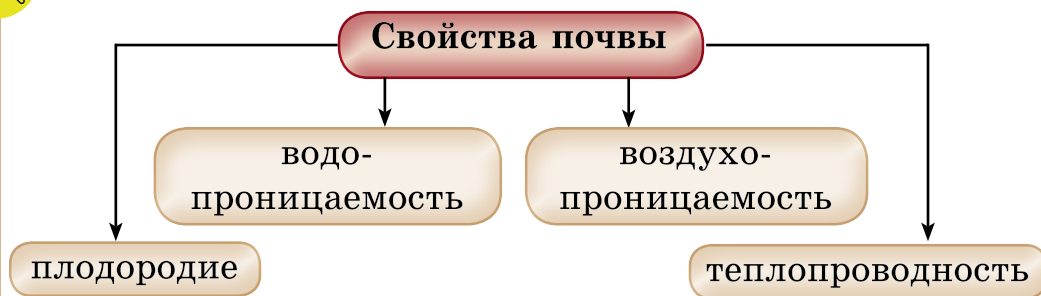 Свойства почвы
водо-
проницаемость
воздухо-
проницаемость
плодородие
теплопроводность